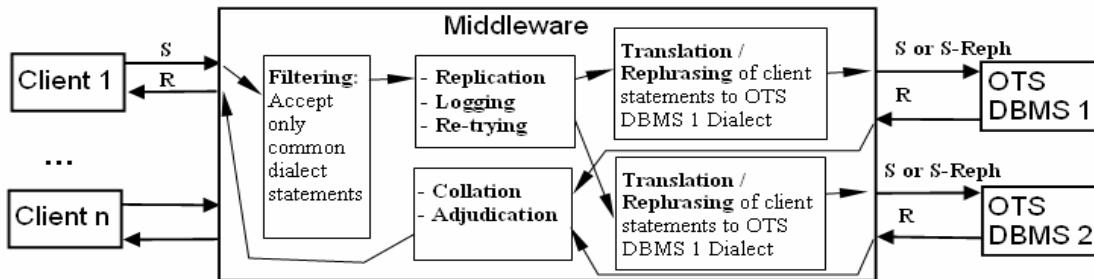 Middleware
Client 1
S
R
...
Client n
Filtering:
Accept
only
common
dialect
statements
- Replication
- Logging
- Re-trying
- Collation
- Adjudication
Translation /
Rephrasing of client
statements to OTS
DBMS 1 Dialect
Translation /
Rephrasing of client
statements to OTS
DBMS 1 Dialect
S or S-Reph
R
OTS
DBMS 1
S or S-Reph
R
OTS
DBMS 2